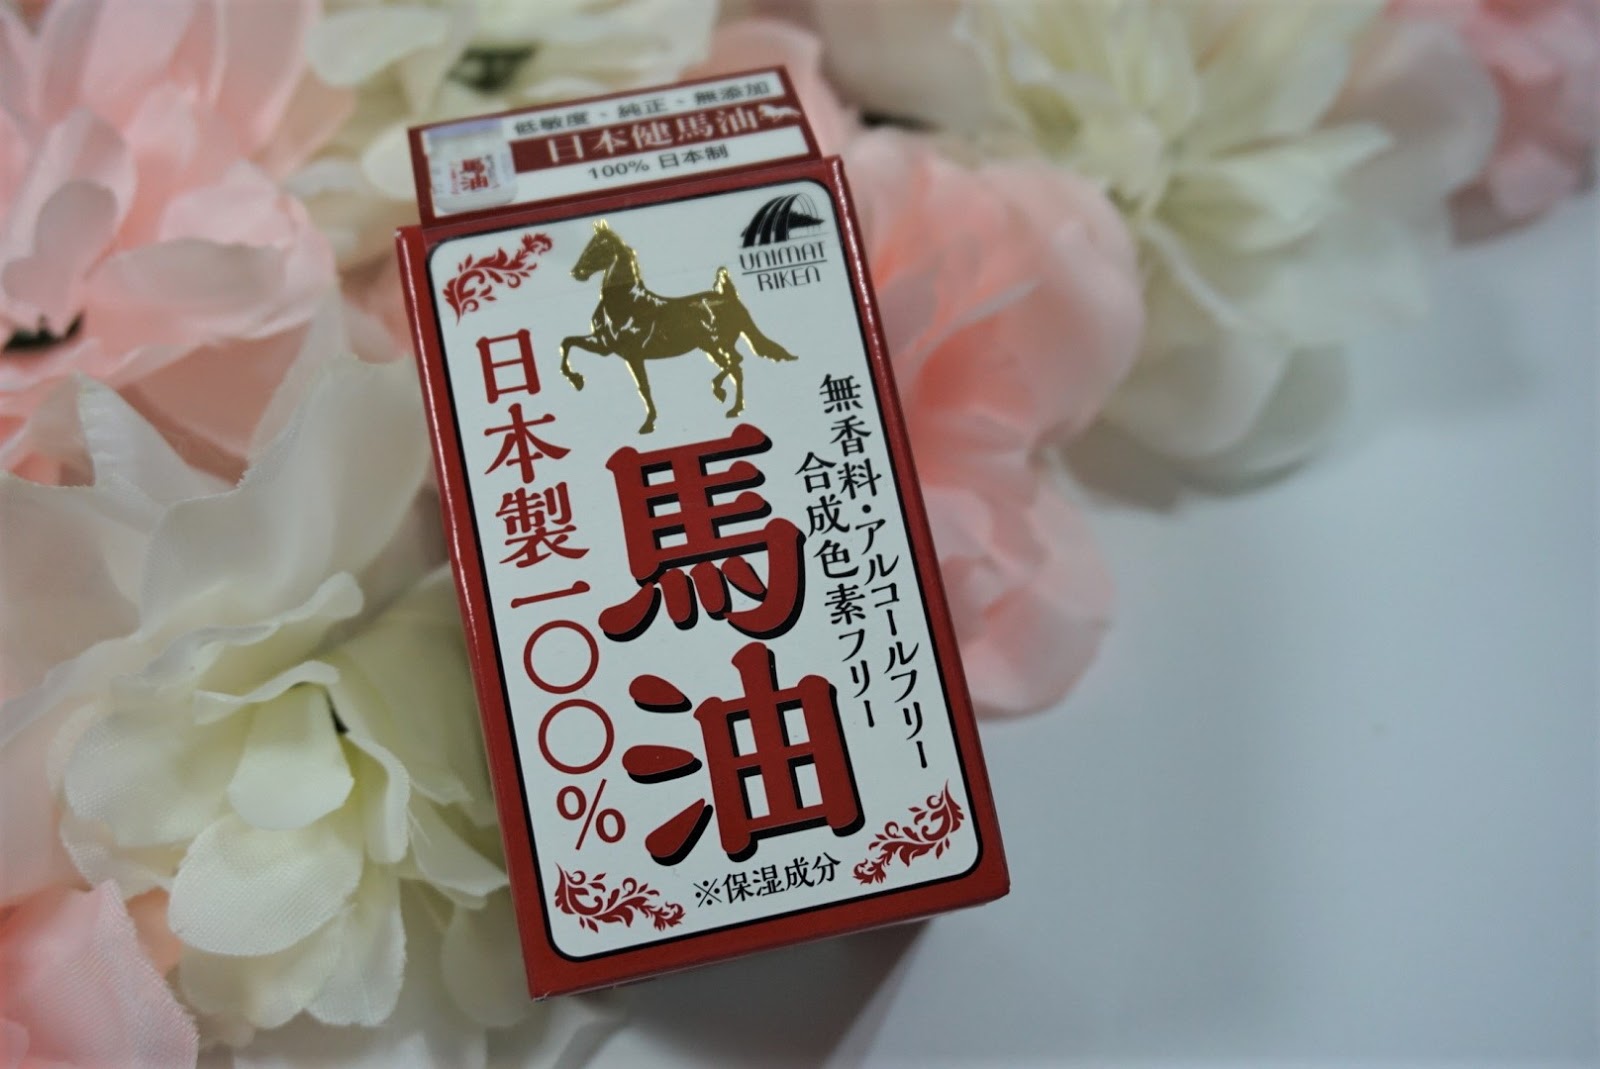 低敏度、純正、無添加
日本健馬油
100% 日本制
馬油
UNIMAT
RIKEN
無香料・アルコールフリー
合成色素フリー
馬油
日本製一〇〇%
※保湿成分